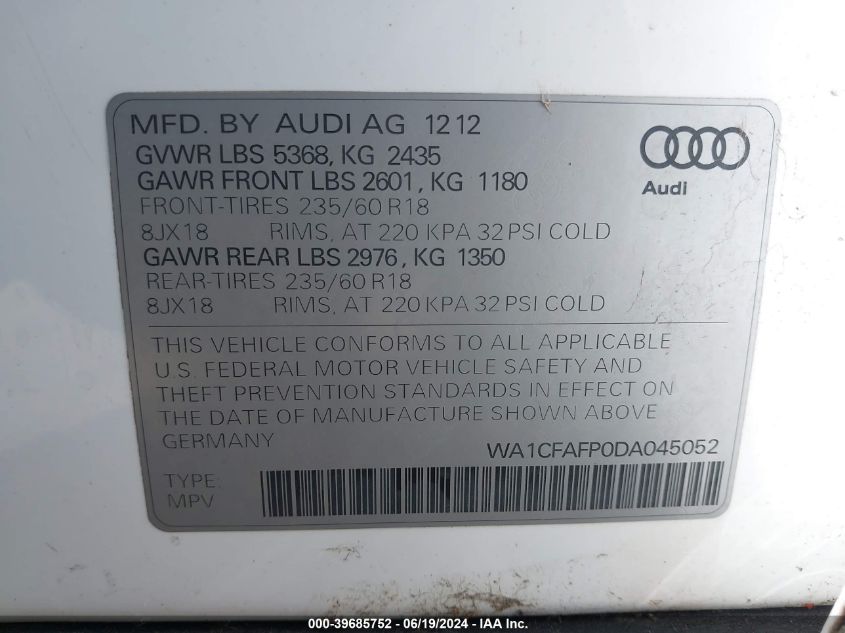 MFD. BY AUDI AG 12 12
GVWR LBS 5368, KG 2435
GAWR FRONT LBS 2601, KG 1180
FRONT-TIRES 235/60 R18
8JX18 RIMS, AT 220 KPA 32 PSI COLD
GAWR REAR LBS 2976, KG 1350
REAR-TIRES 235/60 R18
8JX18 RIMS, AT 220 KPA 32 PSI COLD
Audi
THIS VEHICLE CONFORMS TO ALL APPLICABLE
U.S. FEDERAL MOTOR VEHICLE SAFETY AND
THEFT PREVENTION STANDARDS IN EFFECT ON
THE DATE OF MANUFACTURE SHOWN ABOVE
GERMANY
WA1CFAFP0DA045052
TYPE:
MPV
000-39685752 - 06/19/2024 - IAA Inc.